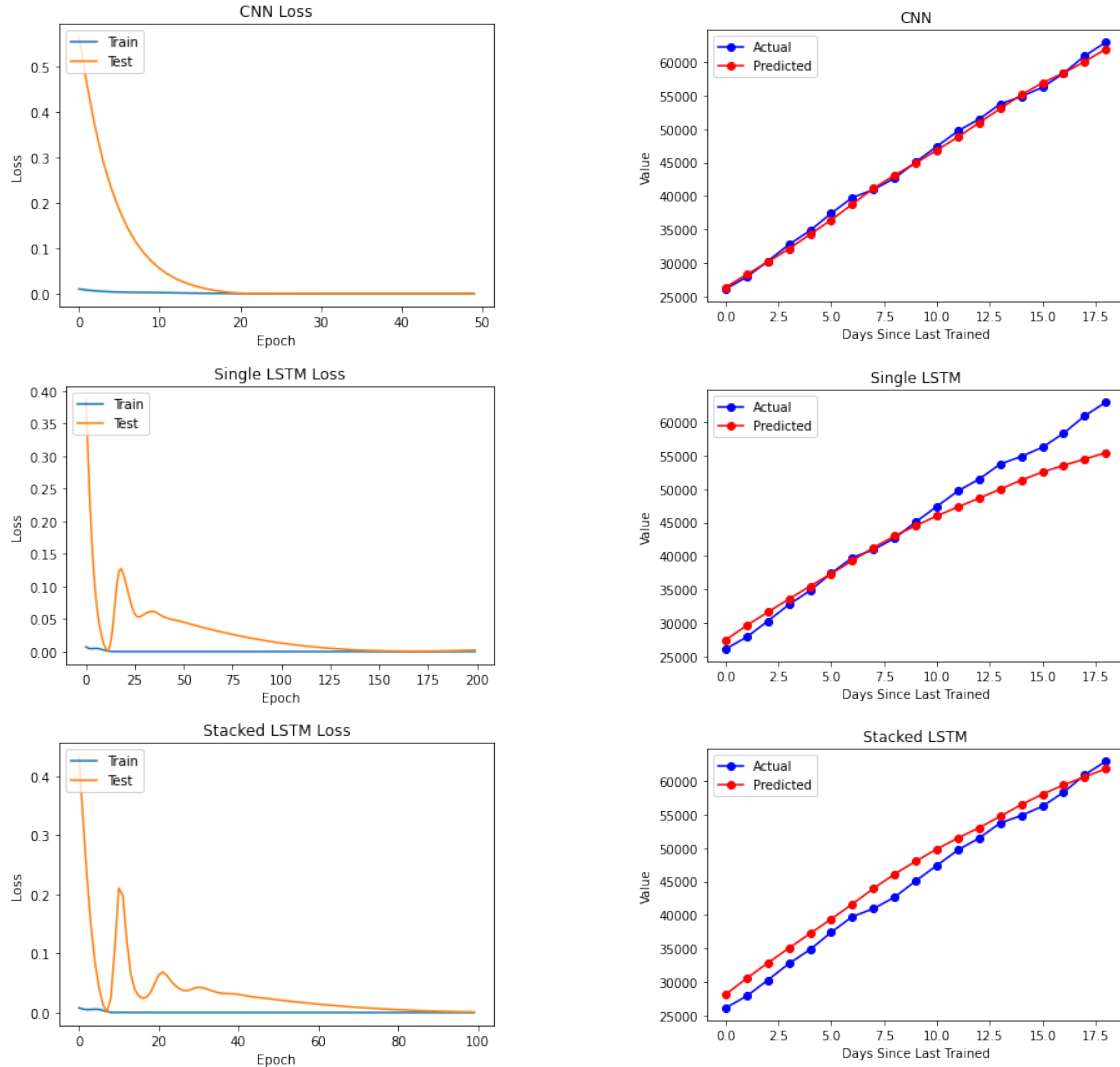 CNN Loss
Train
Test
Loss
0.5
0.4
0.3
0.2
0.1
0.0
0 10 20 30 40 50
Epoch
CNN
Actual
Predicted
Value
60000
55000
50000
45000
40000
35000
30000
25000
0.0 2.5 5.0 7.5 10.0 12.5 15.0 17.5
Days Since Last Trained
Single LSTM Loss
Train
Test
Loss
0.40
0.35
0.30
0.25
0.20
0.15
0.10
0.05
0.00
0 25 50 75 100 125 150 175 200
Epoch
Single LSTM
Actual
Predicted
Value
60000
55000
50000
45000
40000
35000
30000
25000
0.0 2.5 5.0 7.5 10.0 12.5 15.0 17.5
Days Since Last Trained
Stacked LSTM Loss
Train
Test
Loss
0.4
0.3
0.2
0.1
0.0
0 20 40 60 80 100
Epoch
Stacked LSTM
Actual
Predicted
Value
60000
55000
50000
45000
40000
35000
30000
25000
0.0 2.5 5.0 7.5 10.0 12.5 15.0 17.5
Days Since Last Trained